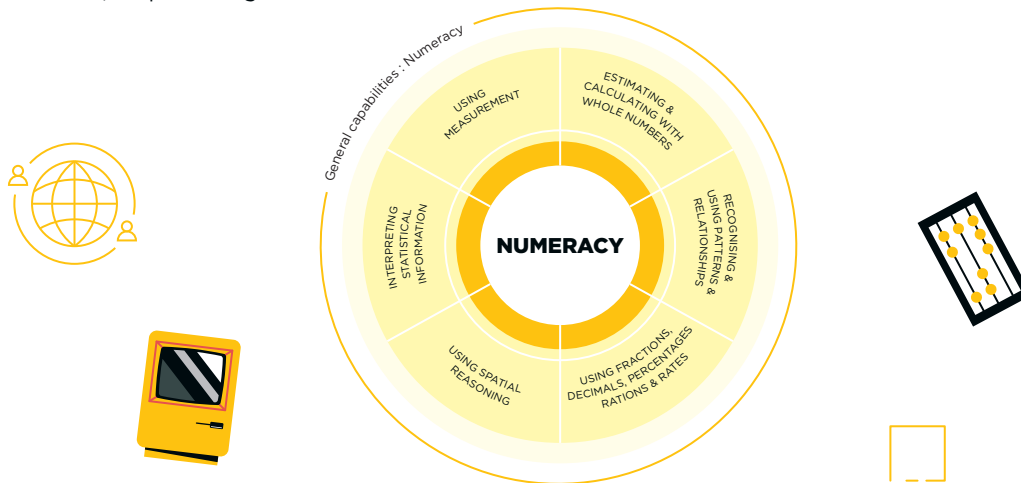 General capabilities : Numeracy
USING
MEASUREMENT
ESTIMATING &
CALCULATING WITH
WHOLE NUMBERS
RECOGNISING &
USING PATTERNS &
RELATIONSHIPS
USING FRACTIONS,
DECIMALS, PERCENTAGES
RATIONS & RATES
USING SPATIAL
REASONING
INTERPRETING
STATISTICAL
INFORMATION
NUMERACY